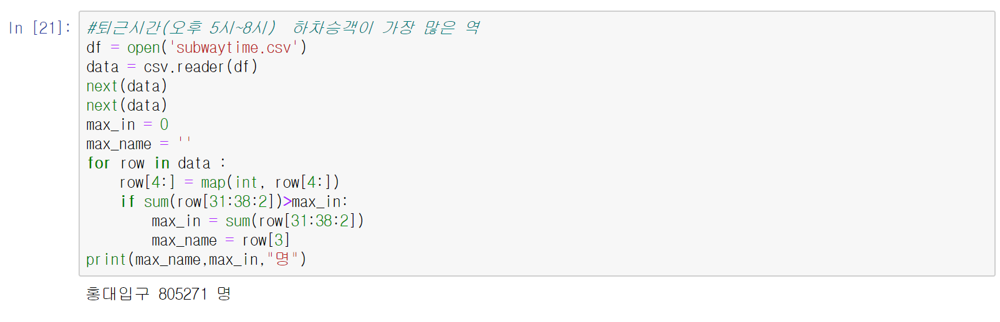 In [21]:
#퇴근시간(오후 5시~8시)  하차승객이 가장 많은 역
df = open('subwaytime.csv')
data = csv.reader(df)
next(data)
next(data)
max_in = 0
max_name = ''
for row in data :
    row[4:] = map(int, row[4:])
    if sum(row[31:38:2])>max_in:
        max_in = sum(row[31:38:2])
        max_name = row[3]
print(max_name,max_in,"명")
홍대입구 805271 명